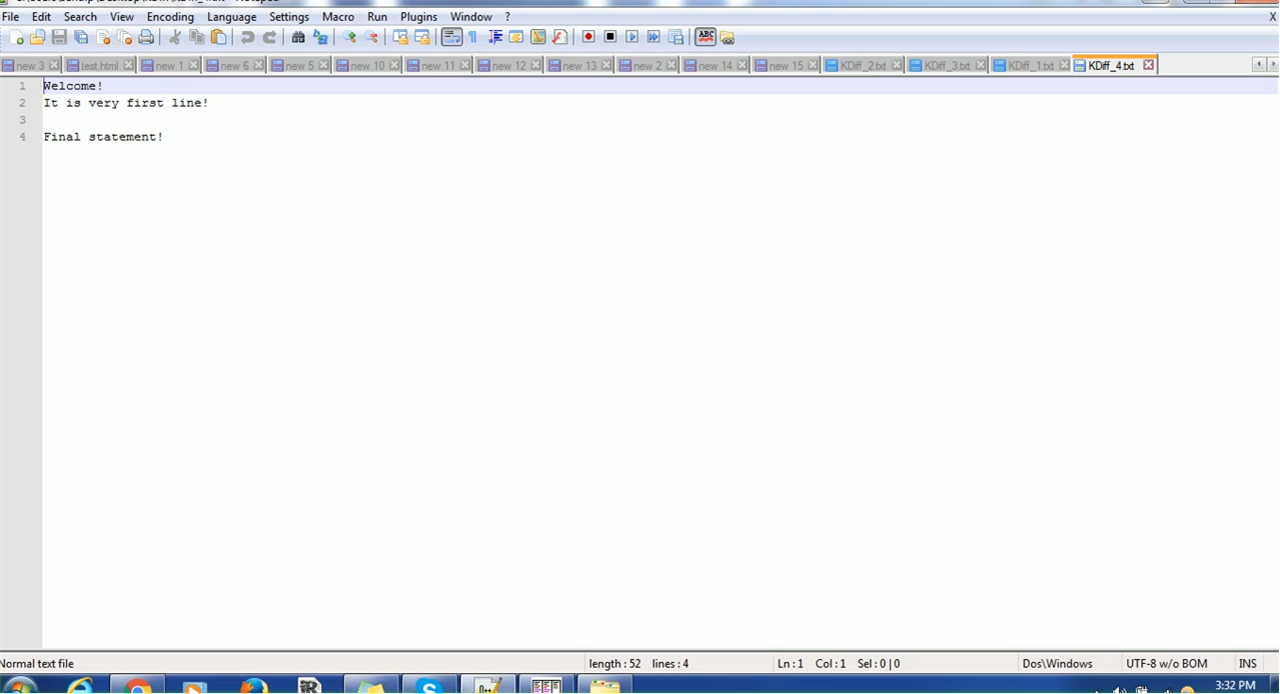 File Edit Search View Encoding Language Settings Macro Run Plugins Window ? X
new 3 test.html new 1 new 6 new 5 new 10 new 11 new 12 new 13 new 2 new 14 new 15 KDiff_2.txt KDiff_3.txt KDiff_1.txt KDiff_4.txt
1 Welcome!
2 It is very first line!
3
4 Final statement!
Normal text file length : 52 lines : 4 Ln : 1 Col : 1 Sel : 0 | 0 Dos\Windows UTF-8 w/o BOM INS
3:32 PM